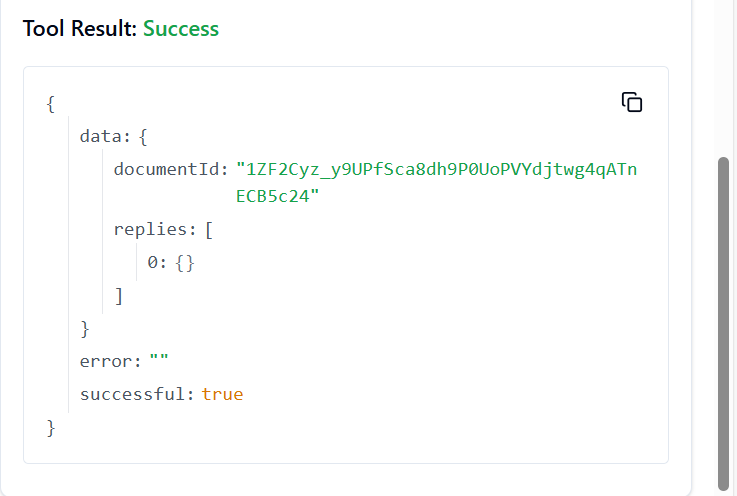 Tool Result: Success
{
data: {
documentId: "1ZF2Cyz_y9UPfSca8dh9P0UoPVYdjtwg4qATn
ECB5c24"
replies: [
0: {}
]
}
error: ""
successful: true
}